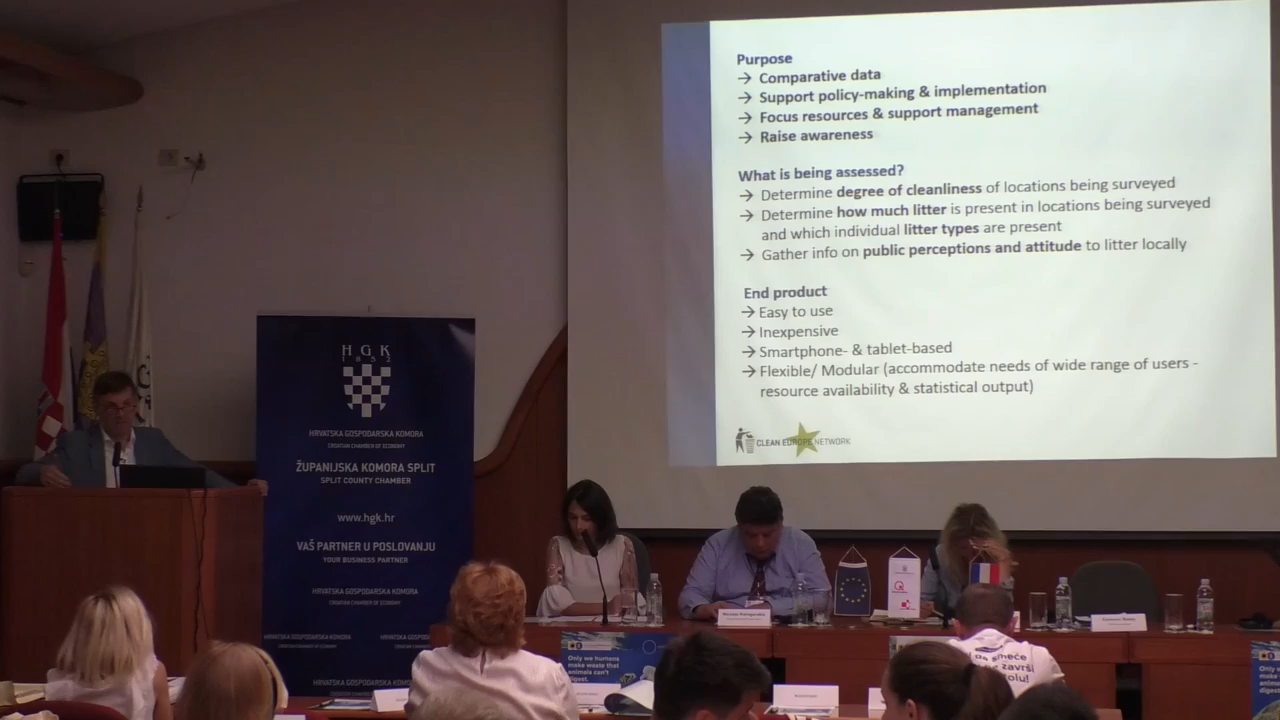 Purpose
→ Comparative data
→ Support policy-making & implementation
→ Focus resources & support management
→ Raise awareness
What is being assessed?
→ Determine degree of cleanliness of locations being surveyed
→ Determine how much litter is present in locations being surveyed
and which individual litter types are present
→ Gather info on public perceptions and attitude to litter locally
End product
→ Easy to use
→ Inexpensive
→ Smartphone- & tablet-based
→ Flexible/ Modular (accommodate needs of wide range of users -
resource availability & statistical output)
CLEAN EUROPE NETWORK
HGK
1852
HRVATSKA GOSPODARSKA KOMORA
CROATIAN CHAMBER OF ECONOMY
ŽUPANIJSKA KOMORA SPLIT
SPLIT COUNTY CHAMBER
www.hgk.hr
VAŠ PARTNER U POSLOVANJU
YOUR BUSINESS PARTNER
HRVATSKA GOSPODARSKA KOMORA
CROATIAN CHAMBER OF ECONOMY
HRVATSKA GOSPODARSKA KOMORA
Only we humans
make waste that
animals can't
digest.
smeće
završi